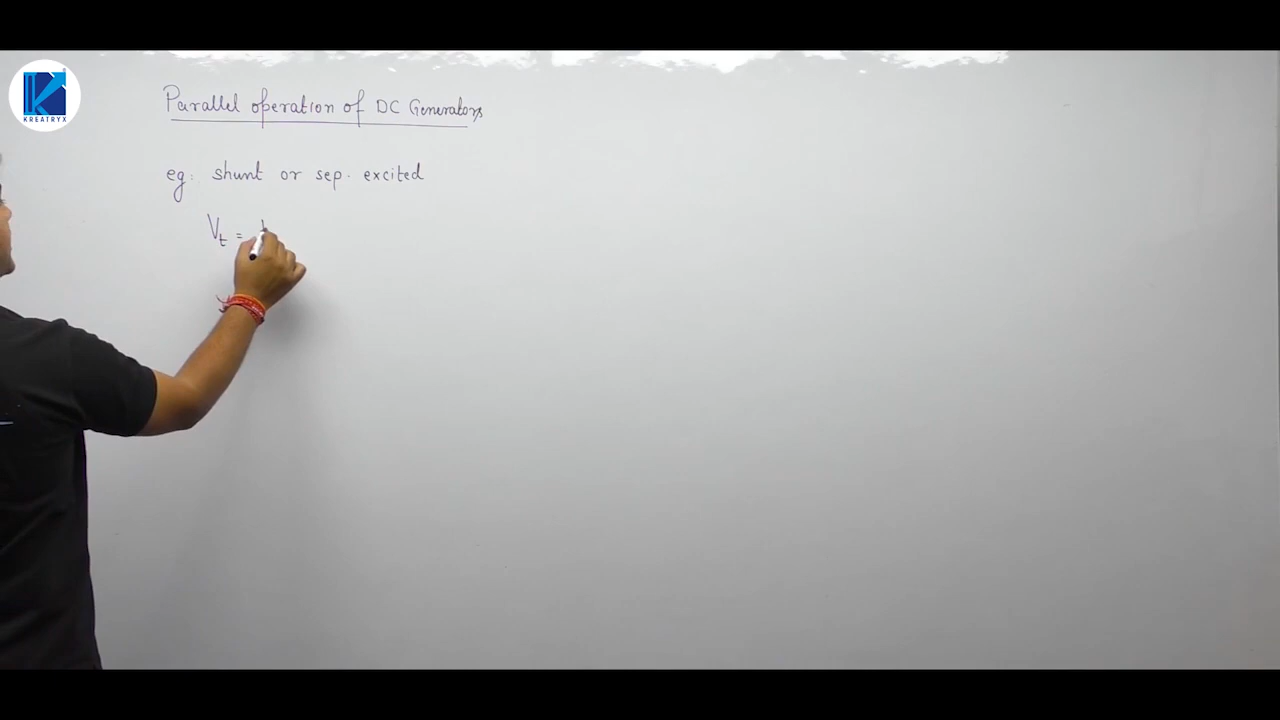 KREATRYX
Parallel operation of DC Generators
eg: shunt or sep. excited
Vt =